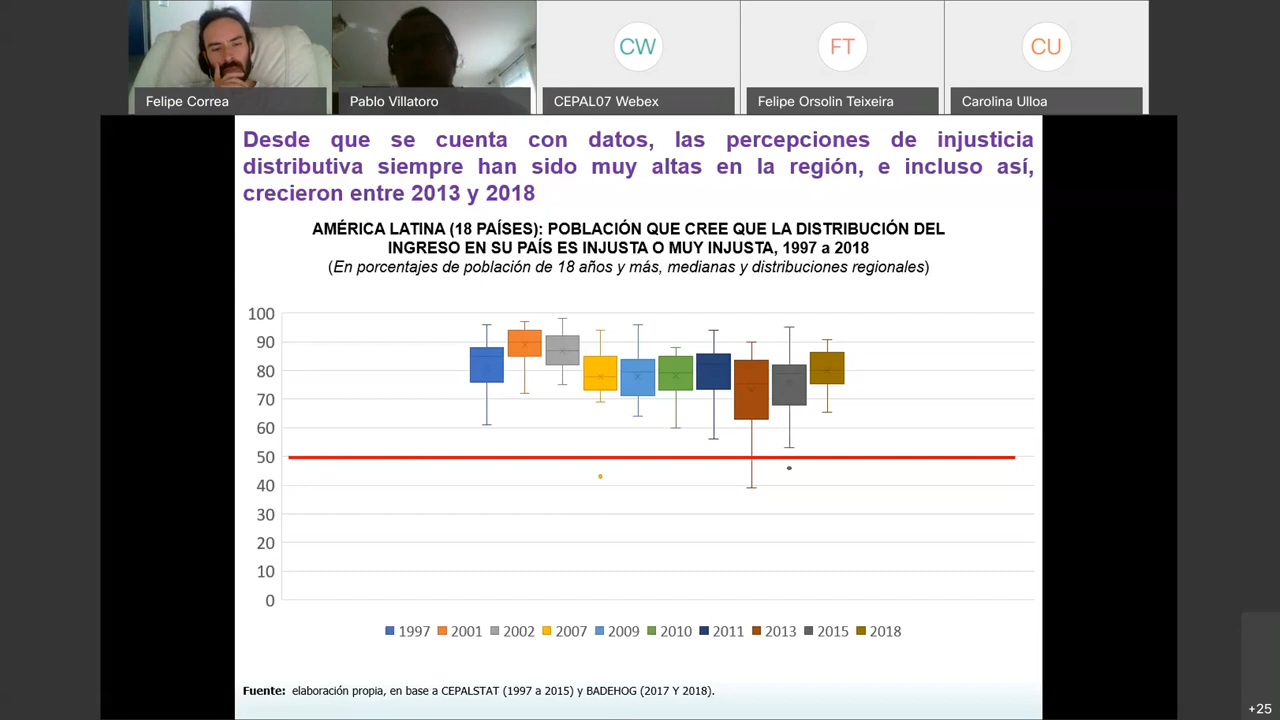 CW
FT
CU
Felipe Correa
Pablo Villatoro
CEPAL07 Webex
Felipe Orsolin Teixeira
Carolina Ulloa
Desde que se cuenta con datos, las percepciones de injusticia
distributiva siempre han sido muy altas en la región, e incluso así,
crecieron entre 2013 y 2018
AMÉRICA LATINA (18 PAÍSES): POBLACIÓN QUE CREE QUE LA DISTRIBUCIÓN DEL
INGRESO EN SU PAÍS ES INJUSTA O MUY INJUSTA, 1997 a 2018
(En porcentajes de población de 18 años y más, medianas y distribuciones regionales)
100
90
80
70
60
50
40
30
20
10
0
1997 2001 2002 2007 2009 2010 2011 2013 2015 2018
Fuente: elaboración propia, en base a CEPALSTAT (1997 a 2015) y BADEHOG (2017 Y 2018).
+25